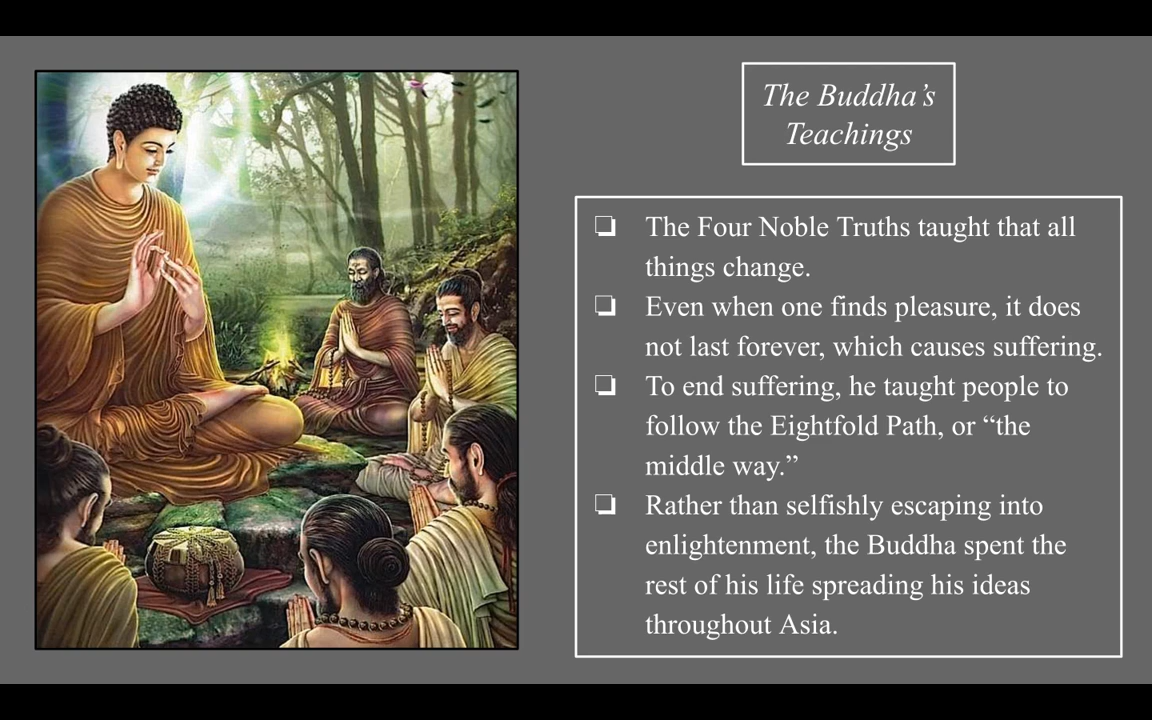 The Buddha’s
Teachings
❏ The Four Noble Truths taught that all
things change.
❏ Even when one finds pleasure, it does
not last forever, which causes suffering.
❏ To end suffering, he taught people to
follow the Eightfold Path, or “the
middle way.”
❏ Rather than selfishly escaping into
enlightenment, the Buddha spent the
rest of his life spreading his ideas
throughout Asia.